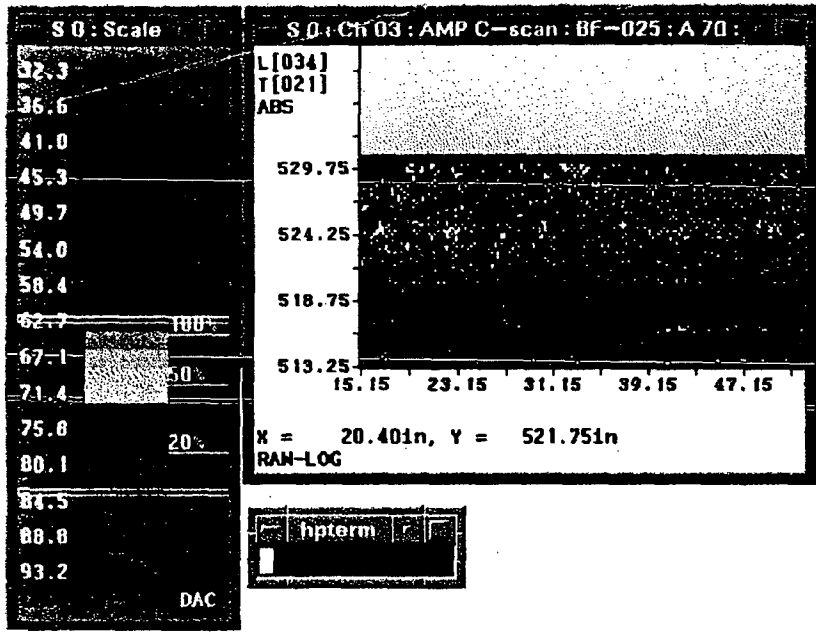 S 0 : Scale
32.3
36.6
41.0
45.3
49.7
54.0
58.4
62.7
100%
67.1
50%
71.4
75.8
20%
80.1
84.5
88.8
93.2
DAC
S 0 : Ch 03 : AMP C-scan : BF-025 : A 70 :
L[034]
T[021]
ABS
529.75
524.25
518.75
513.25
15.15 23.15 31.15 39.15 47.15
X = 20.40in, Y = 521.75in
RAW-LOG
hpterm